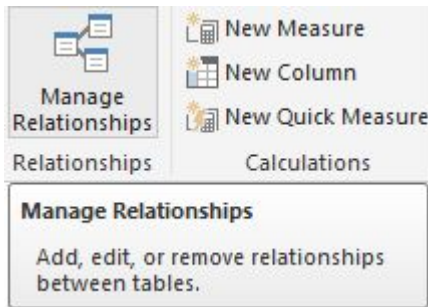 Manage
Relationships
New Measure
New Column
New Quick Measure
Relationships
Calculations
Manage Relationships
Add, edit, or remove relationships
between tables.